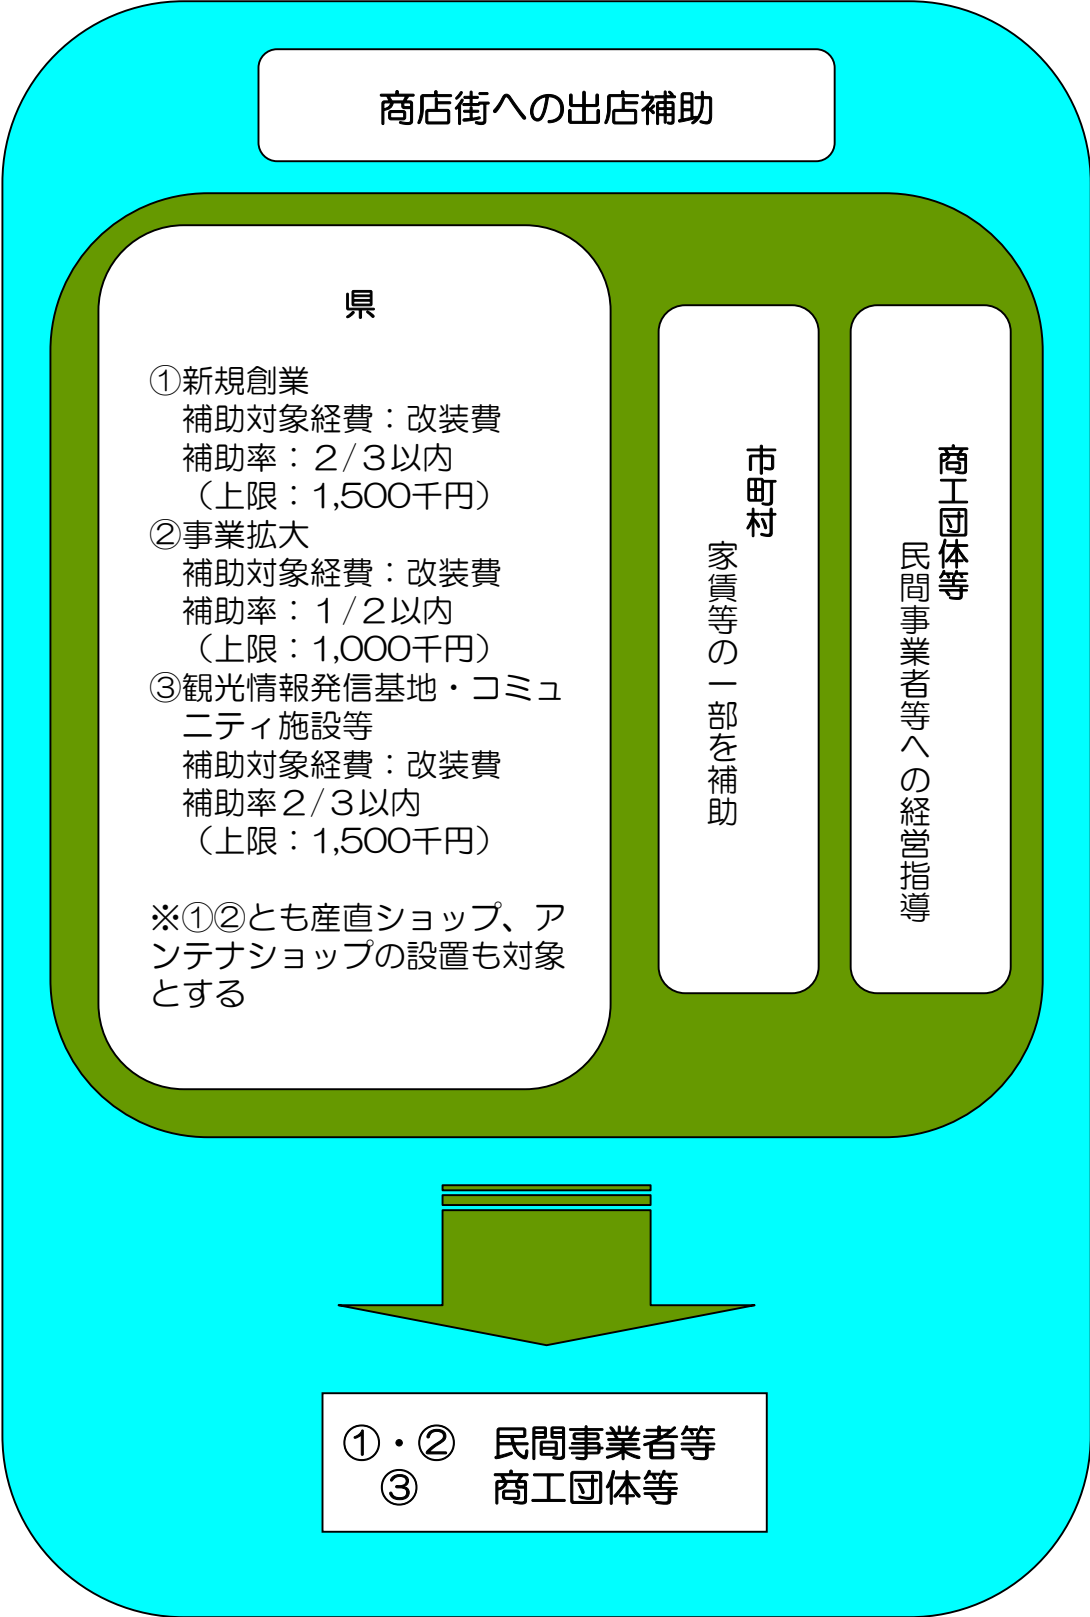 商店街への出店補助
県
①新規創業
補助対象経費：改装費
補助率：２/３以内
（上限：1,500千円）
②事業拡大
補助対象経費：改装費
補助率：１/２以内
（上限：1,000千円）
③観光情報発信基地・コミュ
ニティ施設等
補助対象経費：改装費
補助率２/３以内
（上限：1,500千円）
※①②とも産直ショップ、ア
ンテナショップの設置も対象
とする
市町村
家賃等の一部を補助
商工団体等
民間事業者等への経営指導
①・②　民間事業者等
③　商工団体等